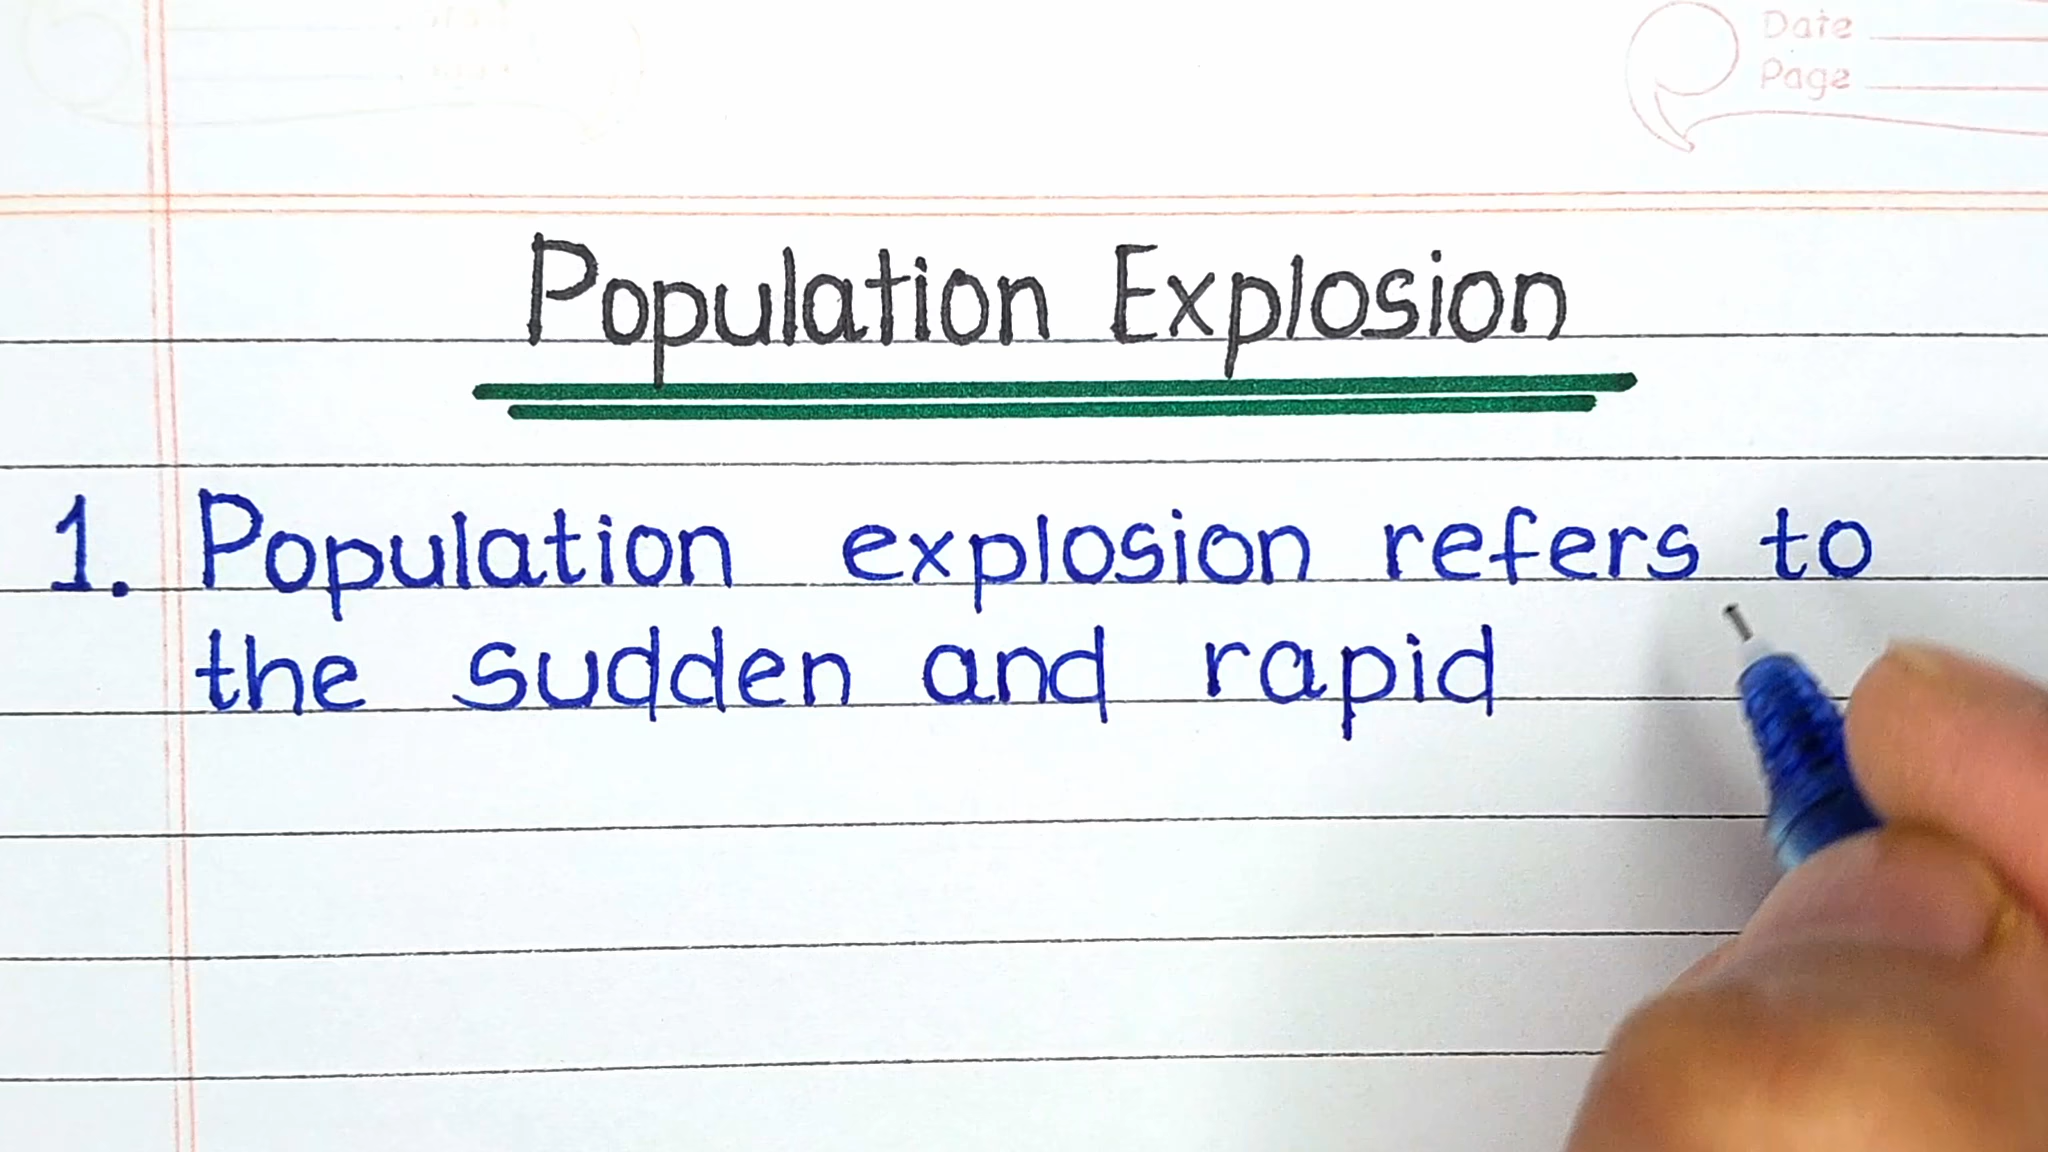 Date
Page
Population Explosion
1. Population explosion refers to
the sudden and rapid